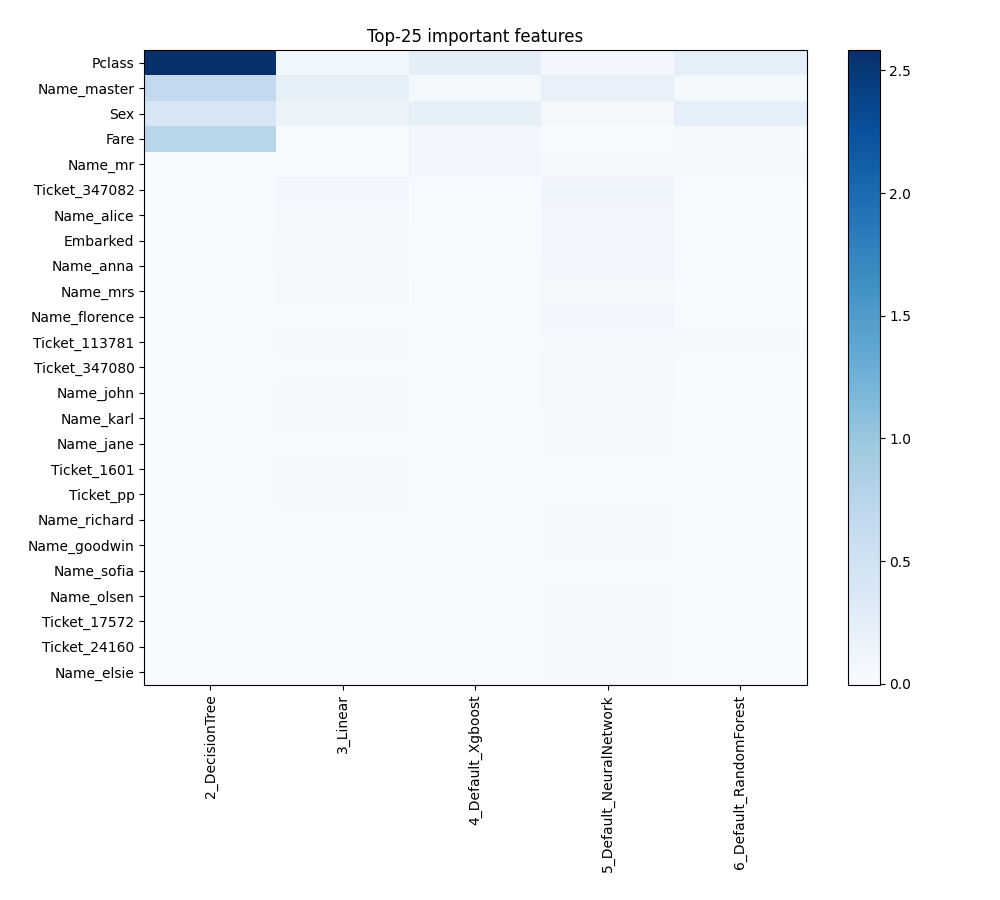 Top-25 important features
Pclass
Name_master
Sex
Fare
Name_mr
Ticket_347082
Name_alice
Embarked
Name_anna
Name_mrs
Name_florence
Ticket_113781
Ticket_347080
Name_john
Name_karl
Name_jane
Ticket_1601
Ticket_pp
Name_richard
Name_goodwin
Name_sofia
Name_olsen
Ticket_17572
Ticket_24160
Name_elsie
2_DecisionTree
3_Linear
4_Default_Xgboost
5_Default_NeuralNetwork
6_Default_RandomForest
2.5
2.0
1.5
1.0
0.5
0.0